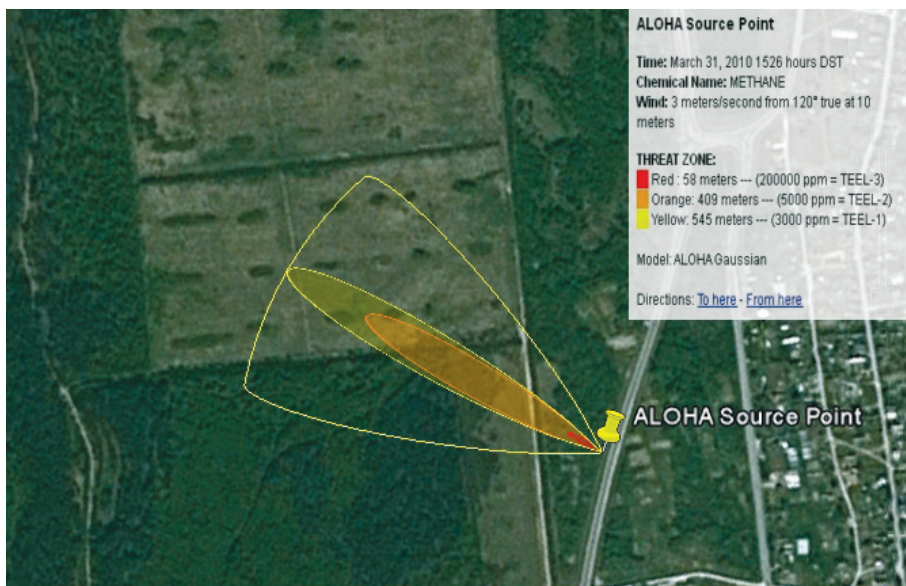 ALOHA Source Point
Time: March 31, 2010 1526 hours DST
Chemical Name: METHANE
Wind: 3 meters/second from 120° true at 10
meters
THREAT ZONE:
Red : 58 meters --- (200000 ppm = TEEL-3)
Orange: 409 meters --- (5000 ppm = TEEL-2)
Yellow: 545 meters --- (3000 ppm = TEEL-1)
Model: ALOHA Gaussian
Directions: To here - From here
ALOHA Source Point